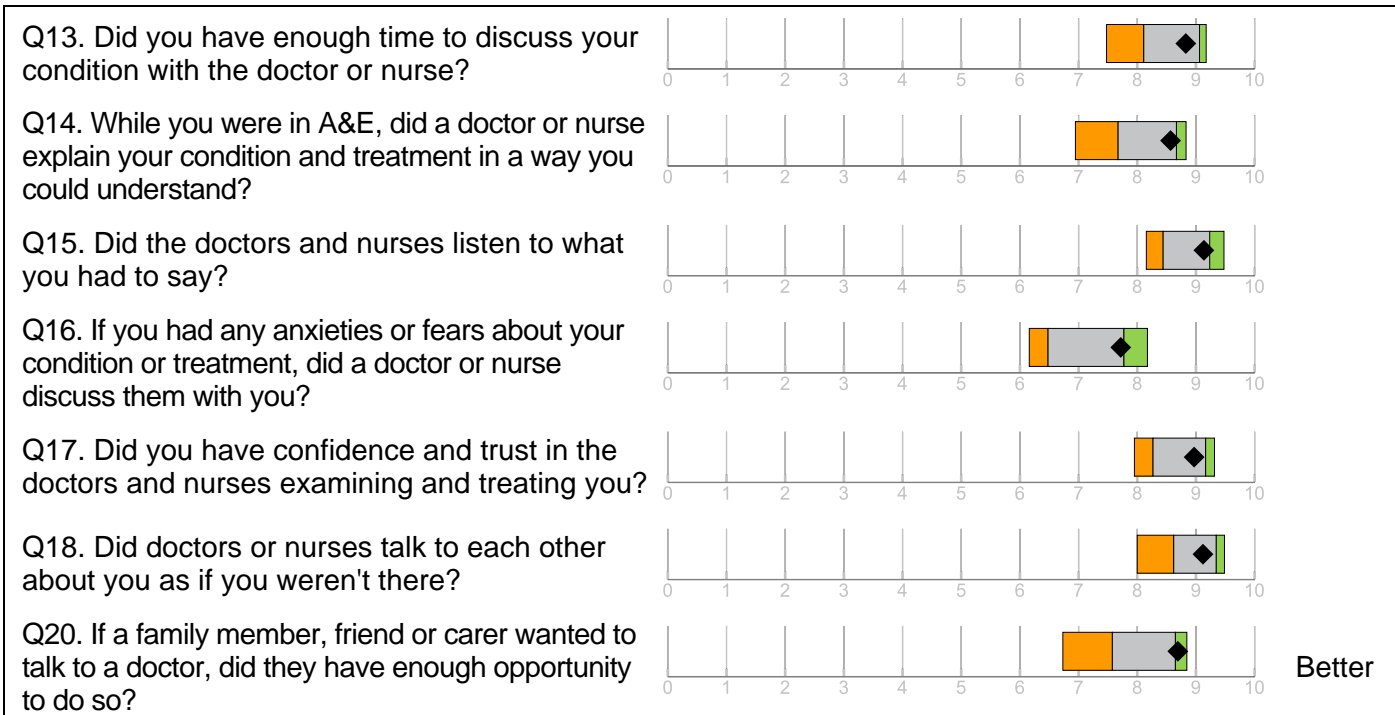 Q13. Did you have enough time to discuss your
condition with the doctor or nurse?
0 1 2 3 4 5 6 7 8 9 10
Q14. While you were in A&E, did a doctor or nurse
explain your condition and treatment in a way you
could understand?
0 1 2 3 4 5 6 7 8 9 10
Q15. Did the doctors and nurses listen to what
you had to say?
0 1 2 3 4 5 6 7 8 9 10
Q16. If you had any anxieties or fears about your
condition or treatment, did a doctor or nurse
discuss them with you?
0 1 2 3 4 5 6 7 8 9 10
Q17. Did you have confidence and trust in the
doctors and nurses examining and treating you?
0 1 2 3 4 5 6 7 8 9 10
Q18. Did doctors or nurses talk to each other
about you as if you weren't there?
0 1 2 3 4 5 6 7 8 9 10
Q20. If a family member, friend or carer wanted to
talk to a doctor, did they have enough opportunity
to do so?
0 1 2 3 4 5 6 7 8 9 10
Better